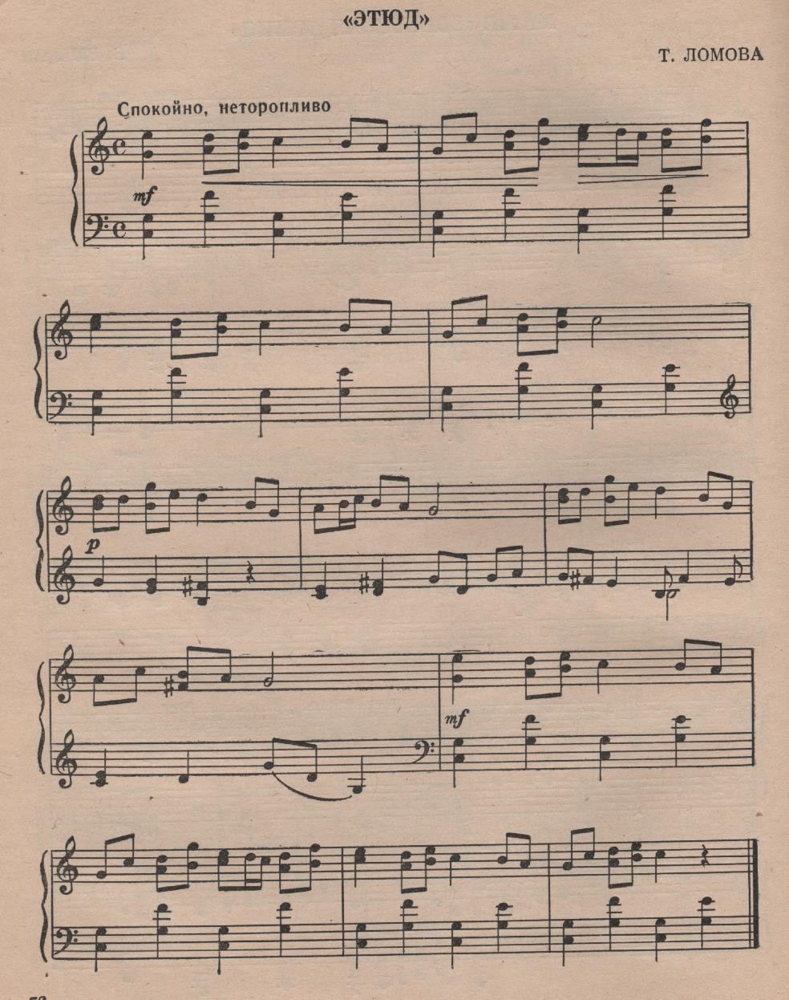 «ЭТЮД»
Т. ЛОМОВА
Спокойно, неторопливо
mf
p
mf